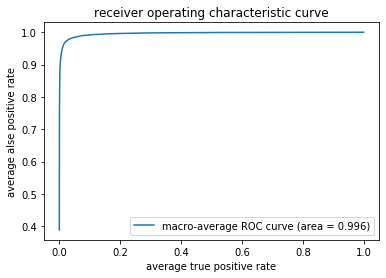 receiver operating characteristic curve
1.0
0.9
0.8
0.7
0.6
0.5
0.4
average alse positive rate
macro-average ROC curve (area = 0.996)
0.0 0.2 0.4 0.6 0.8 1.0
average true positive rate